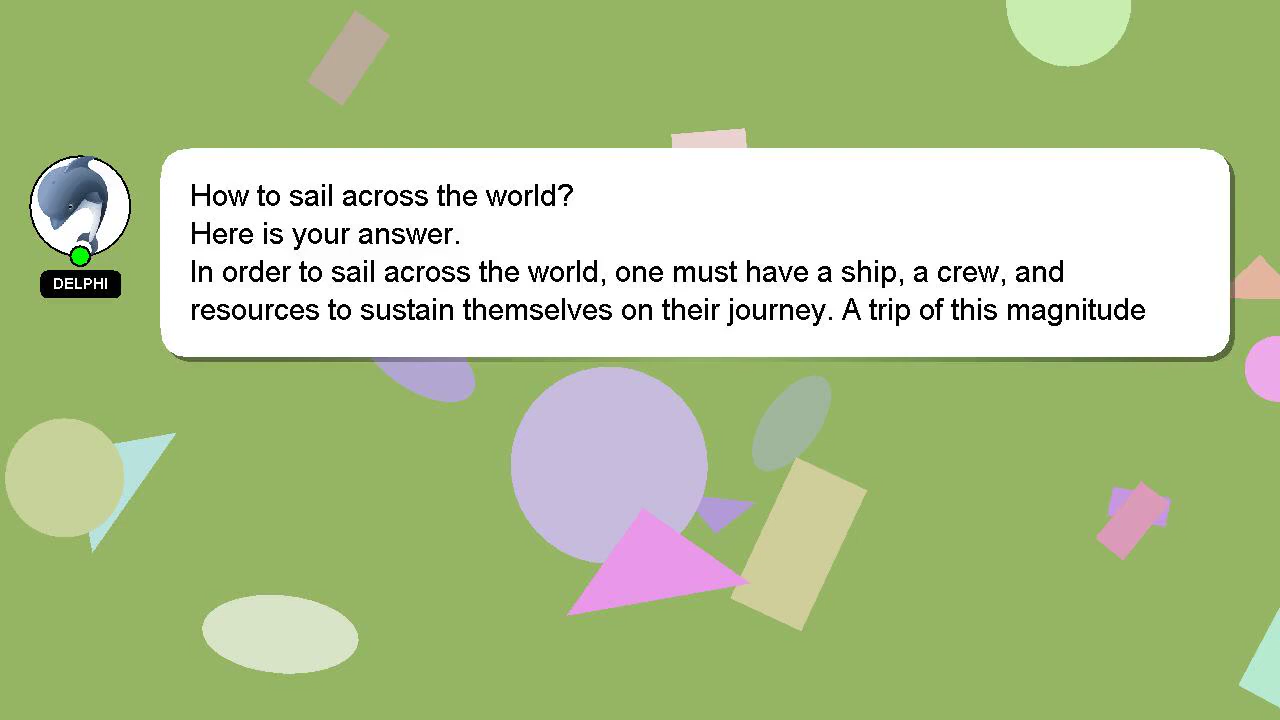 How to sail across the world?
Here is your answer.
In order to sail across the world, one must have a ship, a crew, and
resources to sustain themselves on their journey. A trip of this magnitude
DELPHI